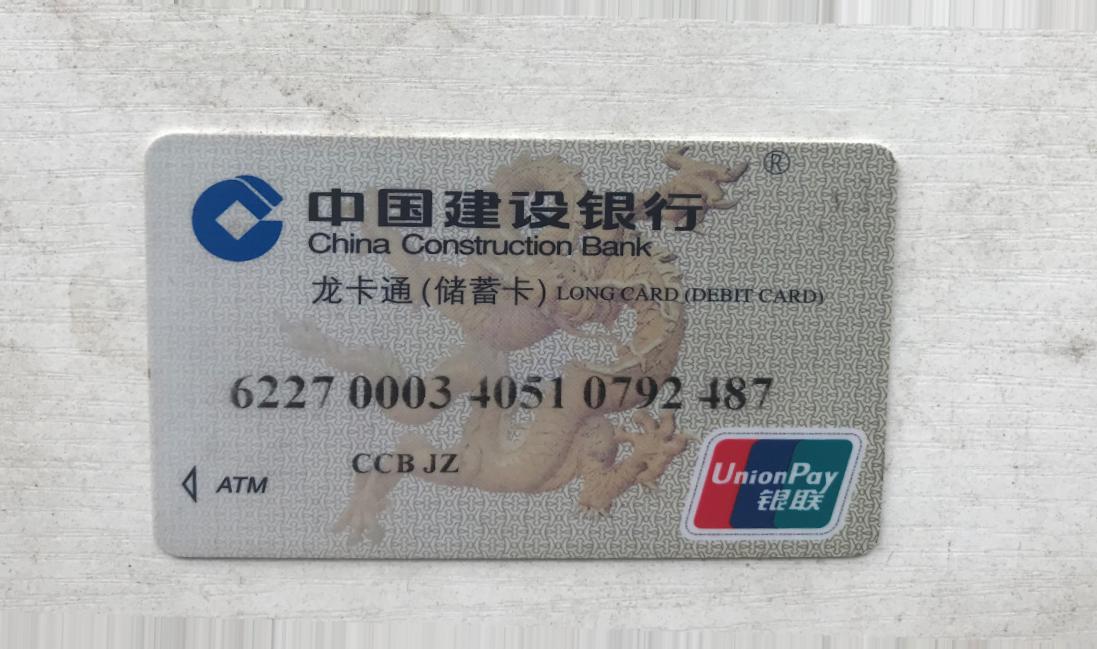 ®
中国建设银行
China Construction Bank
龙卡通(储蓄卡) LONG CARD (DEBIT CARD)
6227 0003 4051 0792 487
CCB JZ
ATM
UnionPay
银联